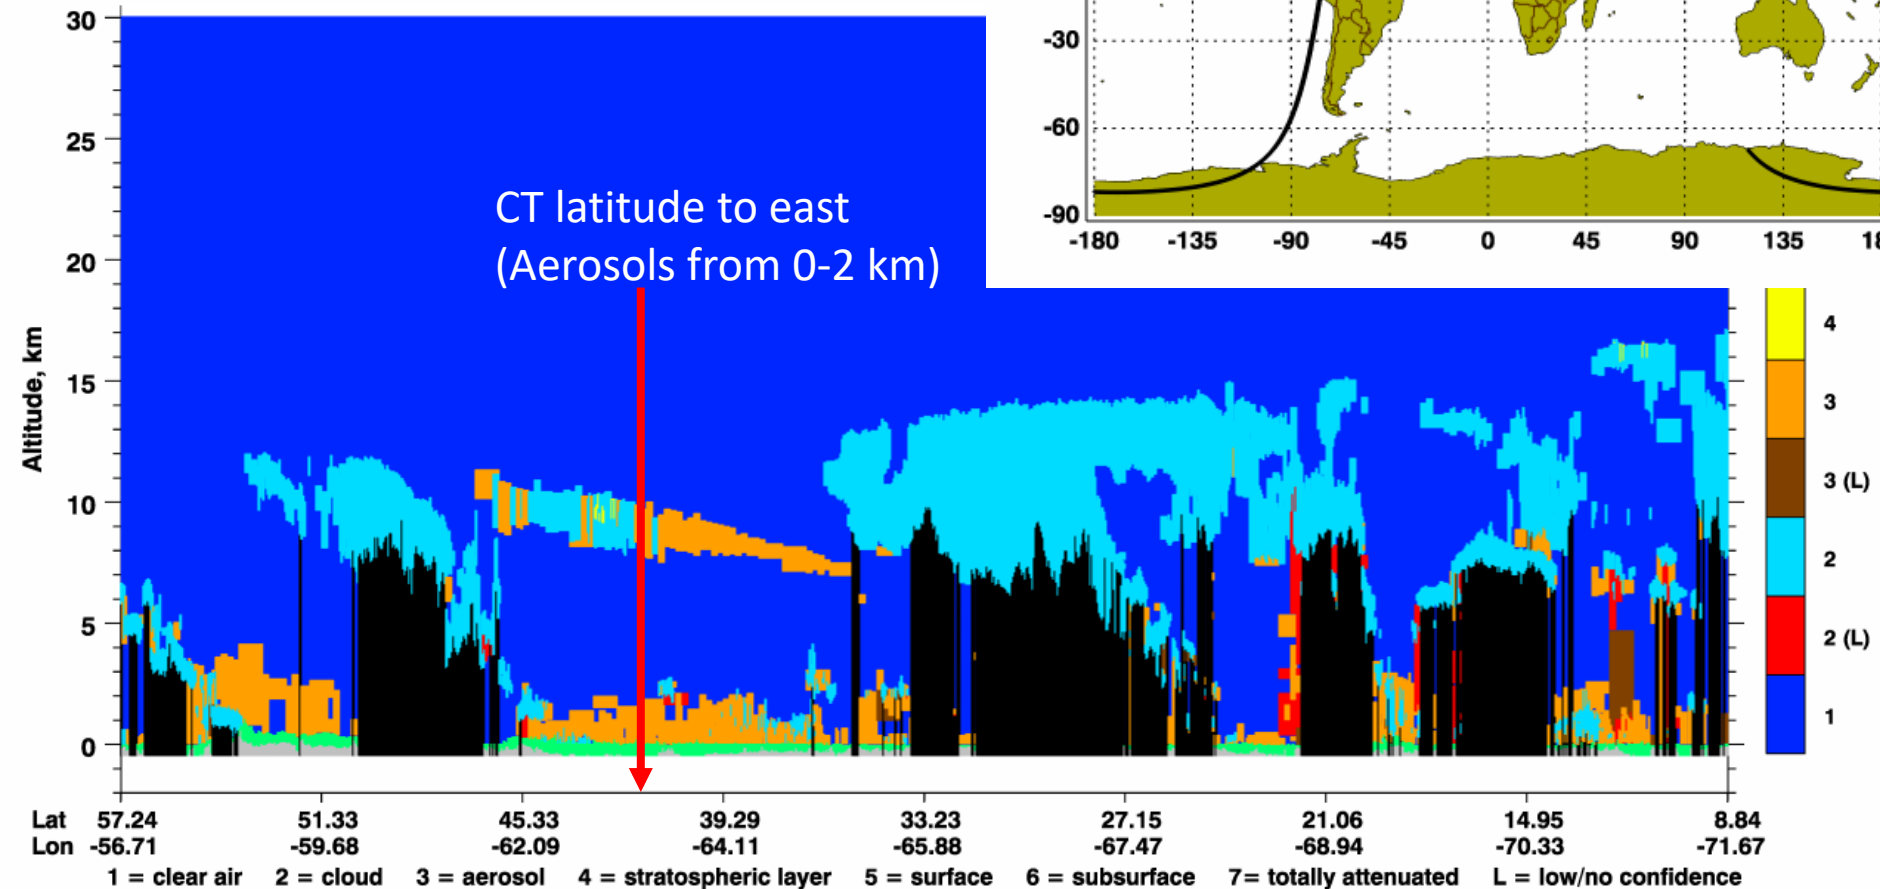 30
25
20
15
10
5
0
Altitude, km
CT latitude to east
(Aerosols from 0-2 km)
-30
-60
-90
-180 -135 -90 -45 0 45 90 135 18
4
3
3 (L)
2
2 (L)
1
Lat 57.24 51.33 45.33 39.29 33.23 27.15 21.06 14.95 8.84
Lon -56.71 -59.68 -62.09 -64.11 -65.88 -67.47 -68.94 -70.33 -71.67
1 = clear air 2 = cloud 3 = aerosol 4 = stratospheric layer 5 = surface 6 = subsurface 7= totally attenuated L = low/no confidence